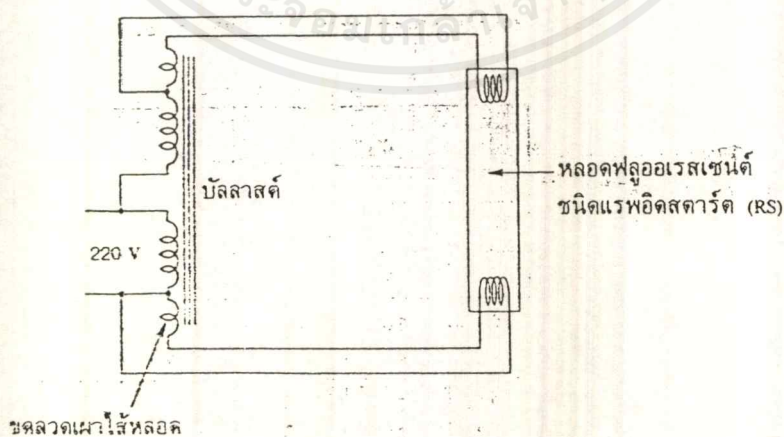 บัลลาสต์
หลอดฟลูออเรสเซนต์
ชนิดแรพอิดสตาร์ต (RS)
220 V
ขดลวดเผาไส้หลอด